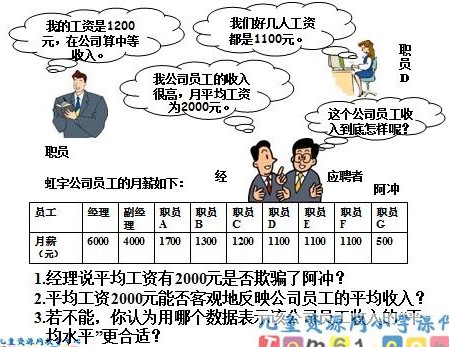 我的工资是1200
元，在公司算中等
收入。
我们好几人工资
都是1100元。
职
员
D
我公司员工的收入
很高，月平均工资
为2000元。
这个公司员工收
入到底怎样呢？
职员
经
应聘者
阿冲
虹宇公司员工的月薪如下：
员工 经理 副经理 职员A 职员B 职员C 职员D 职员E 职员F 职员G
月薪（元） 6000 4000 1700 1300 1200 1100 1100 1100 500
1.经理说平均工资有2000元是否欺骗了阿冲？
2.平均工资2000元能否客观地反映公司员工的平均收入？
3.若不能，你认为用哪个数据表示该公司员工收入的“平
均水平”更合适？
儿童资源网小学课件
Tom61.com